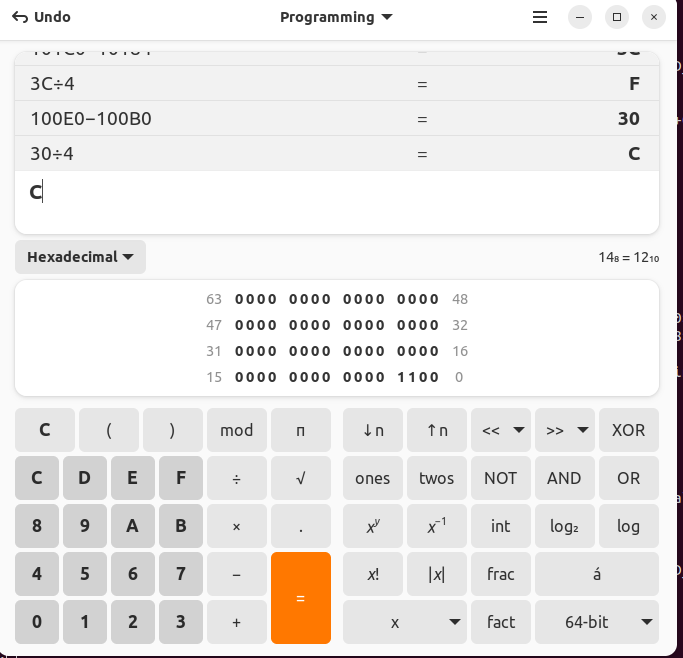 Undo Programming
3C÷4 = F
100E0−100B0 = 30
30÷4 = C
C
Hexadecimal 14₈ = 12₁₀
63 0000 0000 0000 0000 48
47 0000 0000 0000 0000 32
31 0000 0000 0000 0000 16
15 0000 0000 0000 1100 0
C ( ) mod π ↓n ↑n << >> XOR
C D E F ÷ √ ones twos NOT AND OR
8 9 A B × . xʸ x⁻¹ int log₂ log
4 5 6 7 − = x! |x| frac á
0 1 2 3 + x fact 64-bit